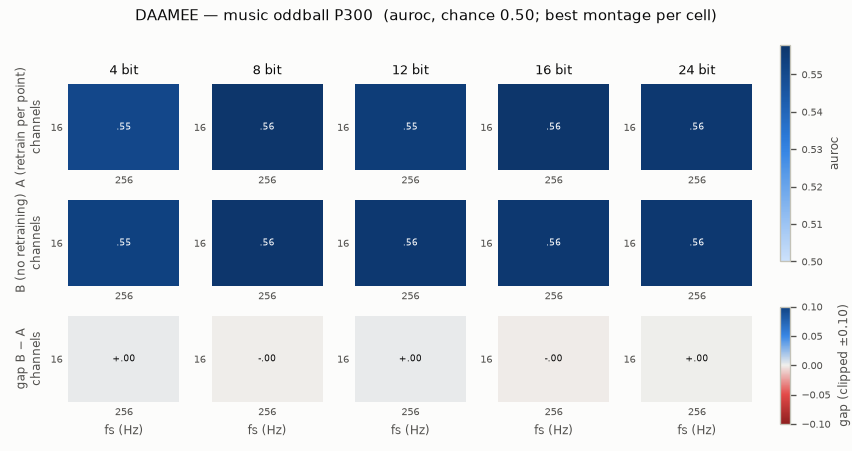 DAAMEE — music oddball P300  (auroc, chance 0.50; best montage per cell)
4 bit
8 bit
12 bit
16 bit
24 bit
A (retrain per point)
channels
16
.55
256
16
.56
256
16
.55
256
16
.56
256
16
.56
256
0.55
0.54
0.53
0.52
0.51
0.50
auroc
B (no retraining)
channels
16
.55
256
16
.56
256
16
.56
256
16
.56
256
16
.56
256
gap B − A
channels
16
+.00
256
fs (Hz)
16
-.00
256
fs (Hz)
16
+.00
256
fs (Hz)
16
-.00
256
fs (Hz)
16
+.00
256
fs (Hz)
0.10
0.05
0.00
−0.05
−0.10
gap (clipped ±0.10)